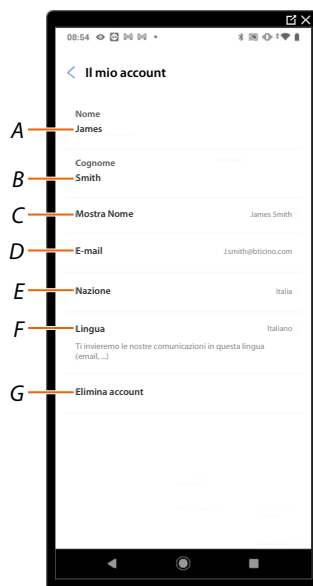 08:54
Il mio account
Nome
A James
Cognome
B Smith
C Mostra Nome James Smith
D E-mail J.smith@bticino.com
E Nazione Italia
F Lingua Italiano
Ti invieremo le nostre comunicazioni in questa lingua
(email, ...)
G Elimina account